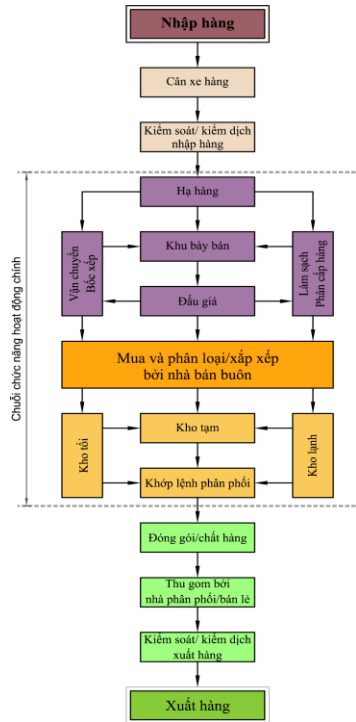 Nhập hàng
Cân xe hàng
Kiểm soát/ kiểm dịch
nhập hàng
Chuỗi chức năng hoạt động chính
Hạ hàng
Vận chuyển
Bốc xếp
Khu bày bán
Làm sạch
Phân cấp hàng
Đấu giá
Mua và phân loại/xắp xếp
bởi nhà bán buôn
Kho tối
Kho tạm
Kho lạnh
Khớp lệnh phân phối
Đóng gói/chất hàng
Thu gom bởi
nhà phân phối/bán lẻ
Kiểm soát/ kiểm dịch
xuất hàng
Xuất hàng